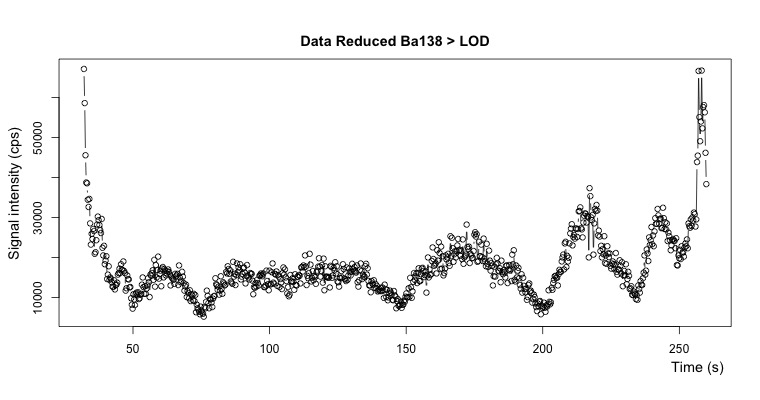 Data Reduced Ba138 > LOD
Signal intensity (cps)
50000
30000
10000
50 100 150 200 250
Time (s)